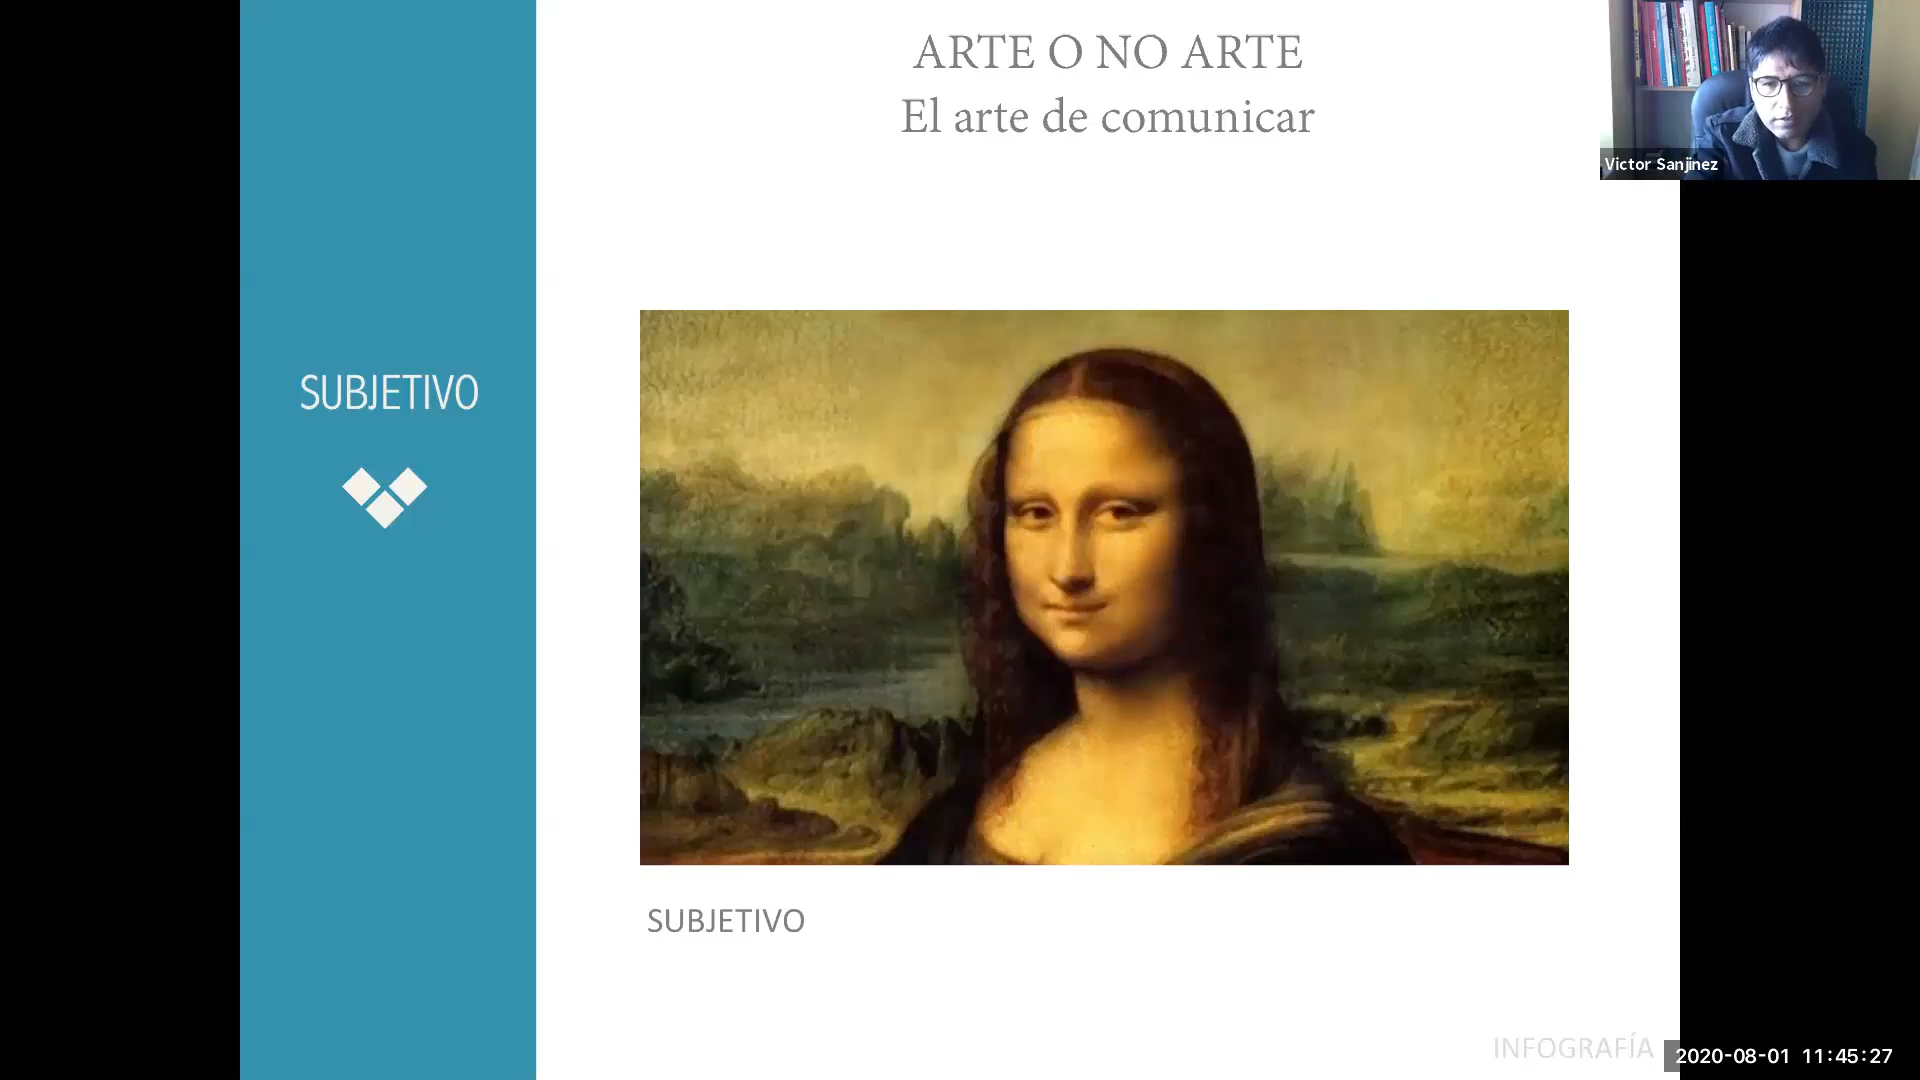 ARTE O NO ARTE
El arte de comunicar
Victor Sanjinez
SUBJETIVO
SUBJETIVO
INFOGRAFÍA
2020-08-01 11:45:27